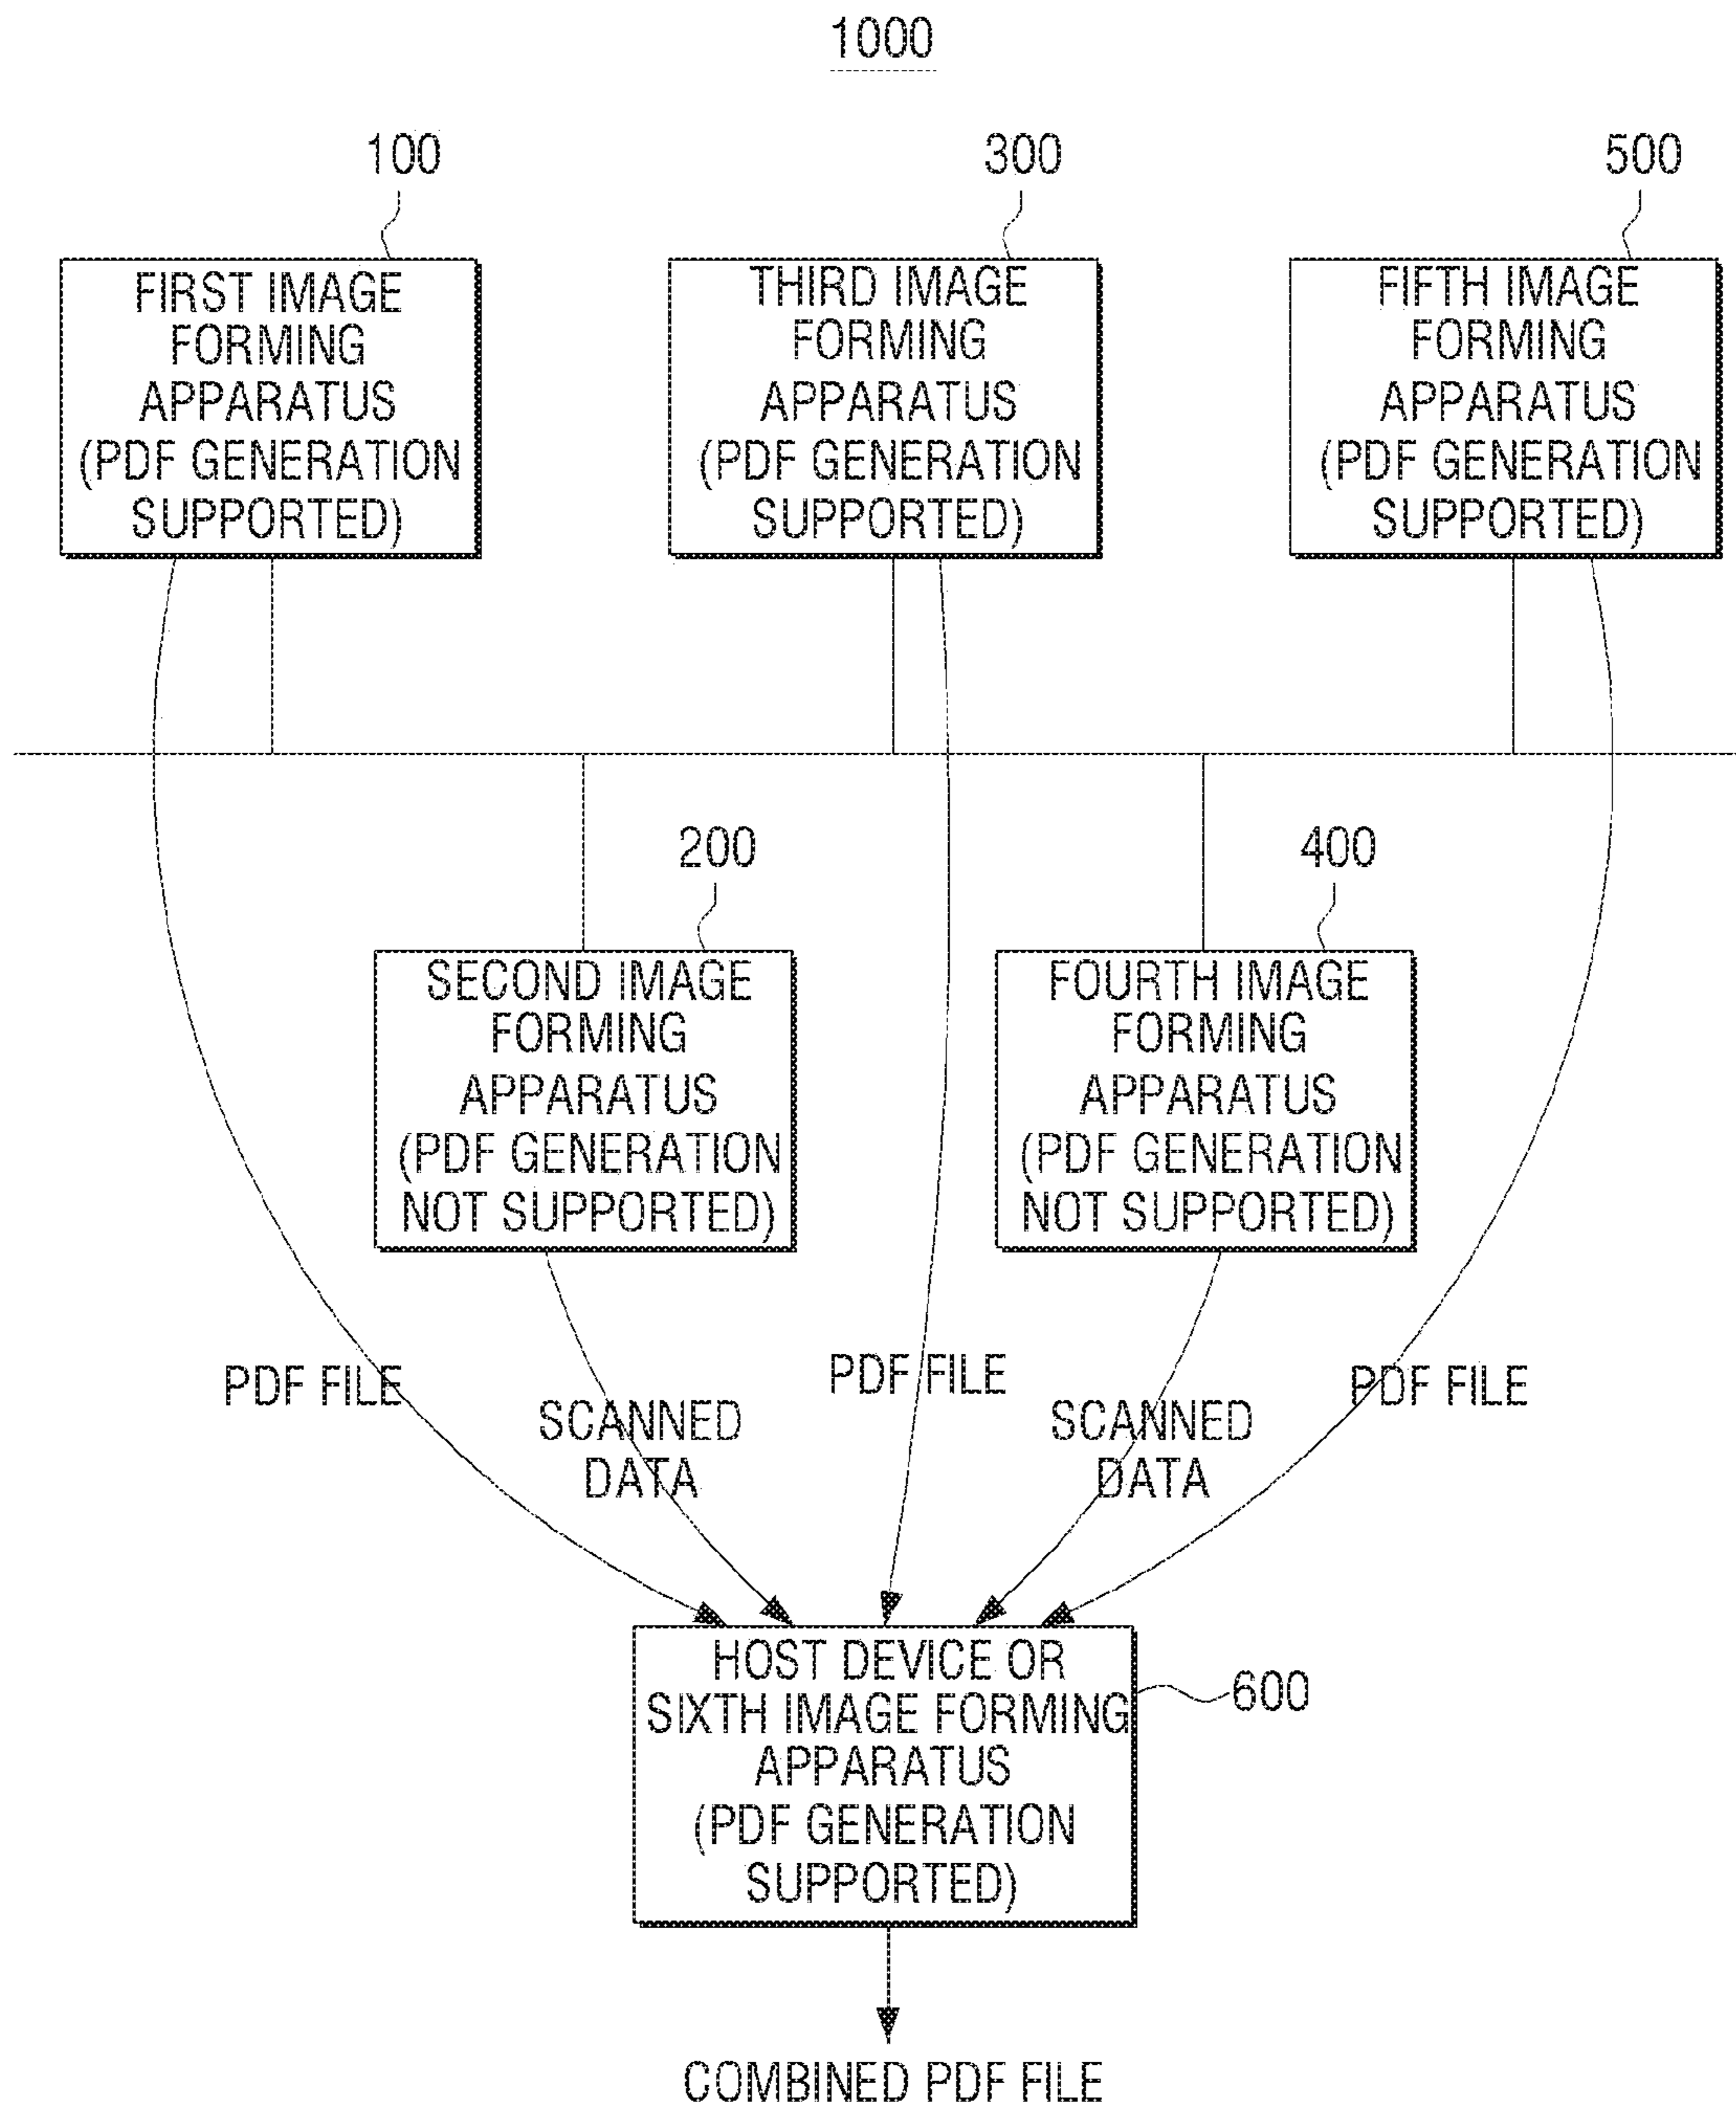 1000
100
300
500
FIRST IMAGE
FORMING
APPARATUS
(PDF GENERATION
SUPPORTED)
THIRD IMAGE
FORMING
APPARATUS
(PDF GENERATION
SUPPORTED)
FIFTH IMAGE
FORMING
APPARATUS
(PDF GENERATION
SUPPORTED)
200
400
SECOND IMAGE
FORMING
APPARATUS
(PDF GENERATION
NOT SUPPORTED)
FOURTH IMAGE
FORMING
APPARATUS
(PDF GENERATION
NOT SUPPORTED)
PDF FILE
SCANNED
DATA
PDF FILE
SCANNED
DATA
PDF FILE
HOST DEVICE OR
SIXTH IMAGE FORMING
APPARATUS
(PDF GENERATION
SUPPORTED)
600
COMBINED PDF FILE